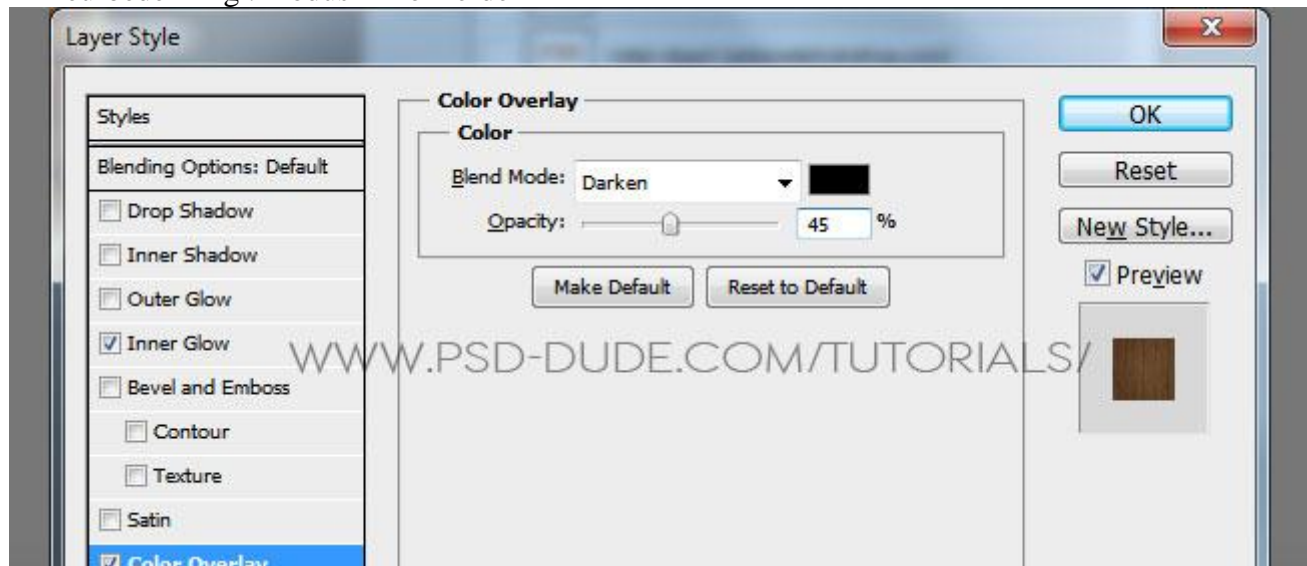 Layer Style
Styles
Blending Options: Default
Drop Shadow
Inner Shadow
Outer Glow
Inner Glow
Bevel and Emboss
Contour
Texture
Satin
Color Overlay
Color Overlay
Color
Blend Mode: Darken
Opacity: 45 %
Make Default Reset to Default
OK
Reset
New Style...
Preview
WWW.PSD-DUDE.COM/TUTORIALS/